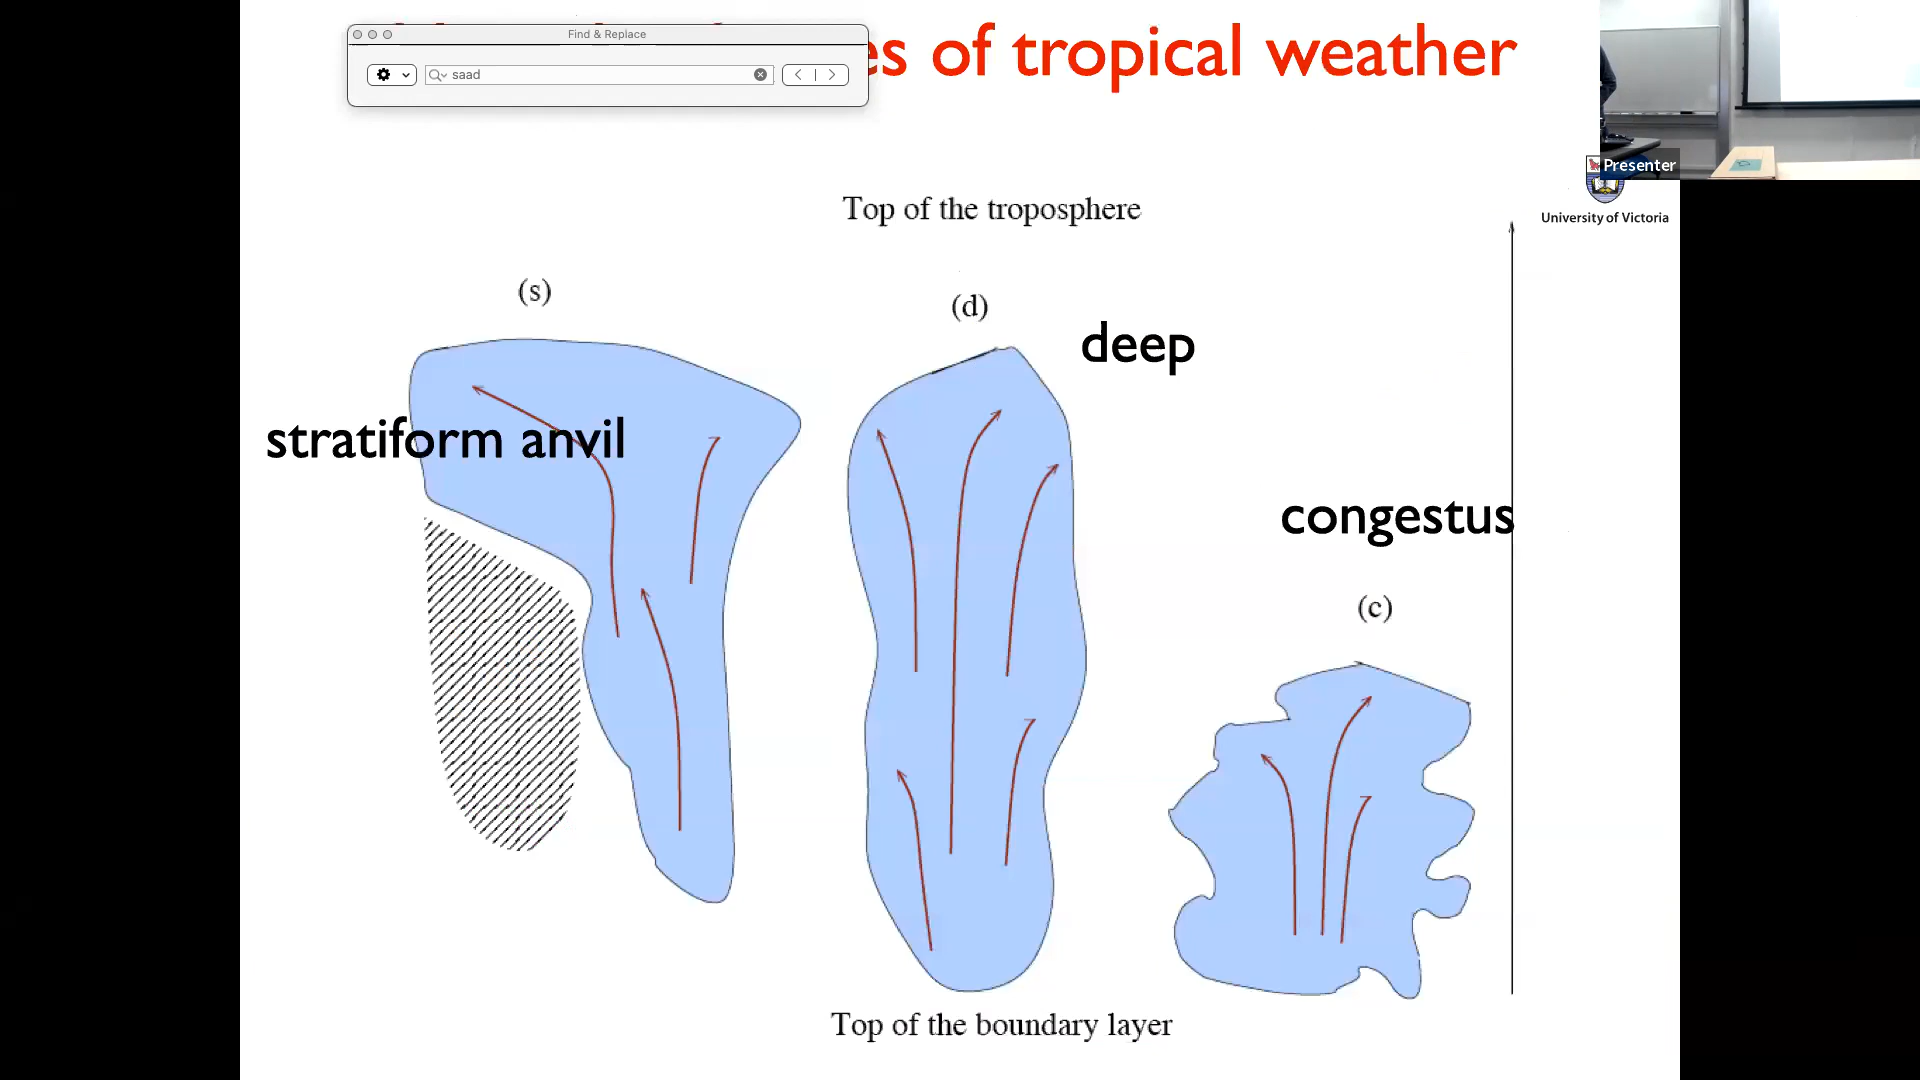 Find & Replace
saad
es of tropical weather
Presenter
University of Victoria
Top of the troposphere
(s)
(d)
deep
stratiform anvil
congestus
(c)
Top of the boundary layer